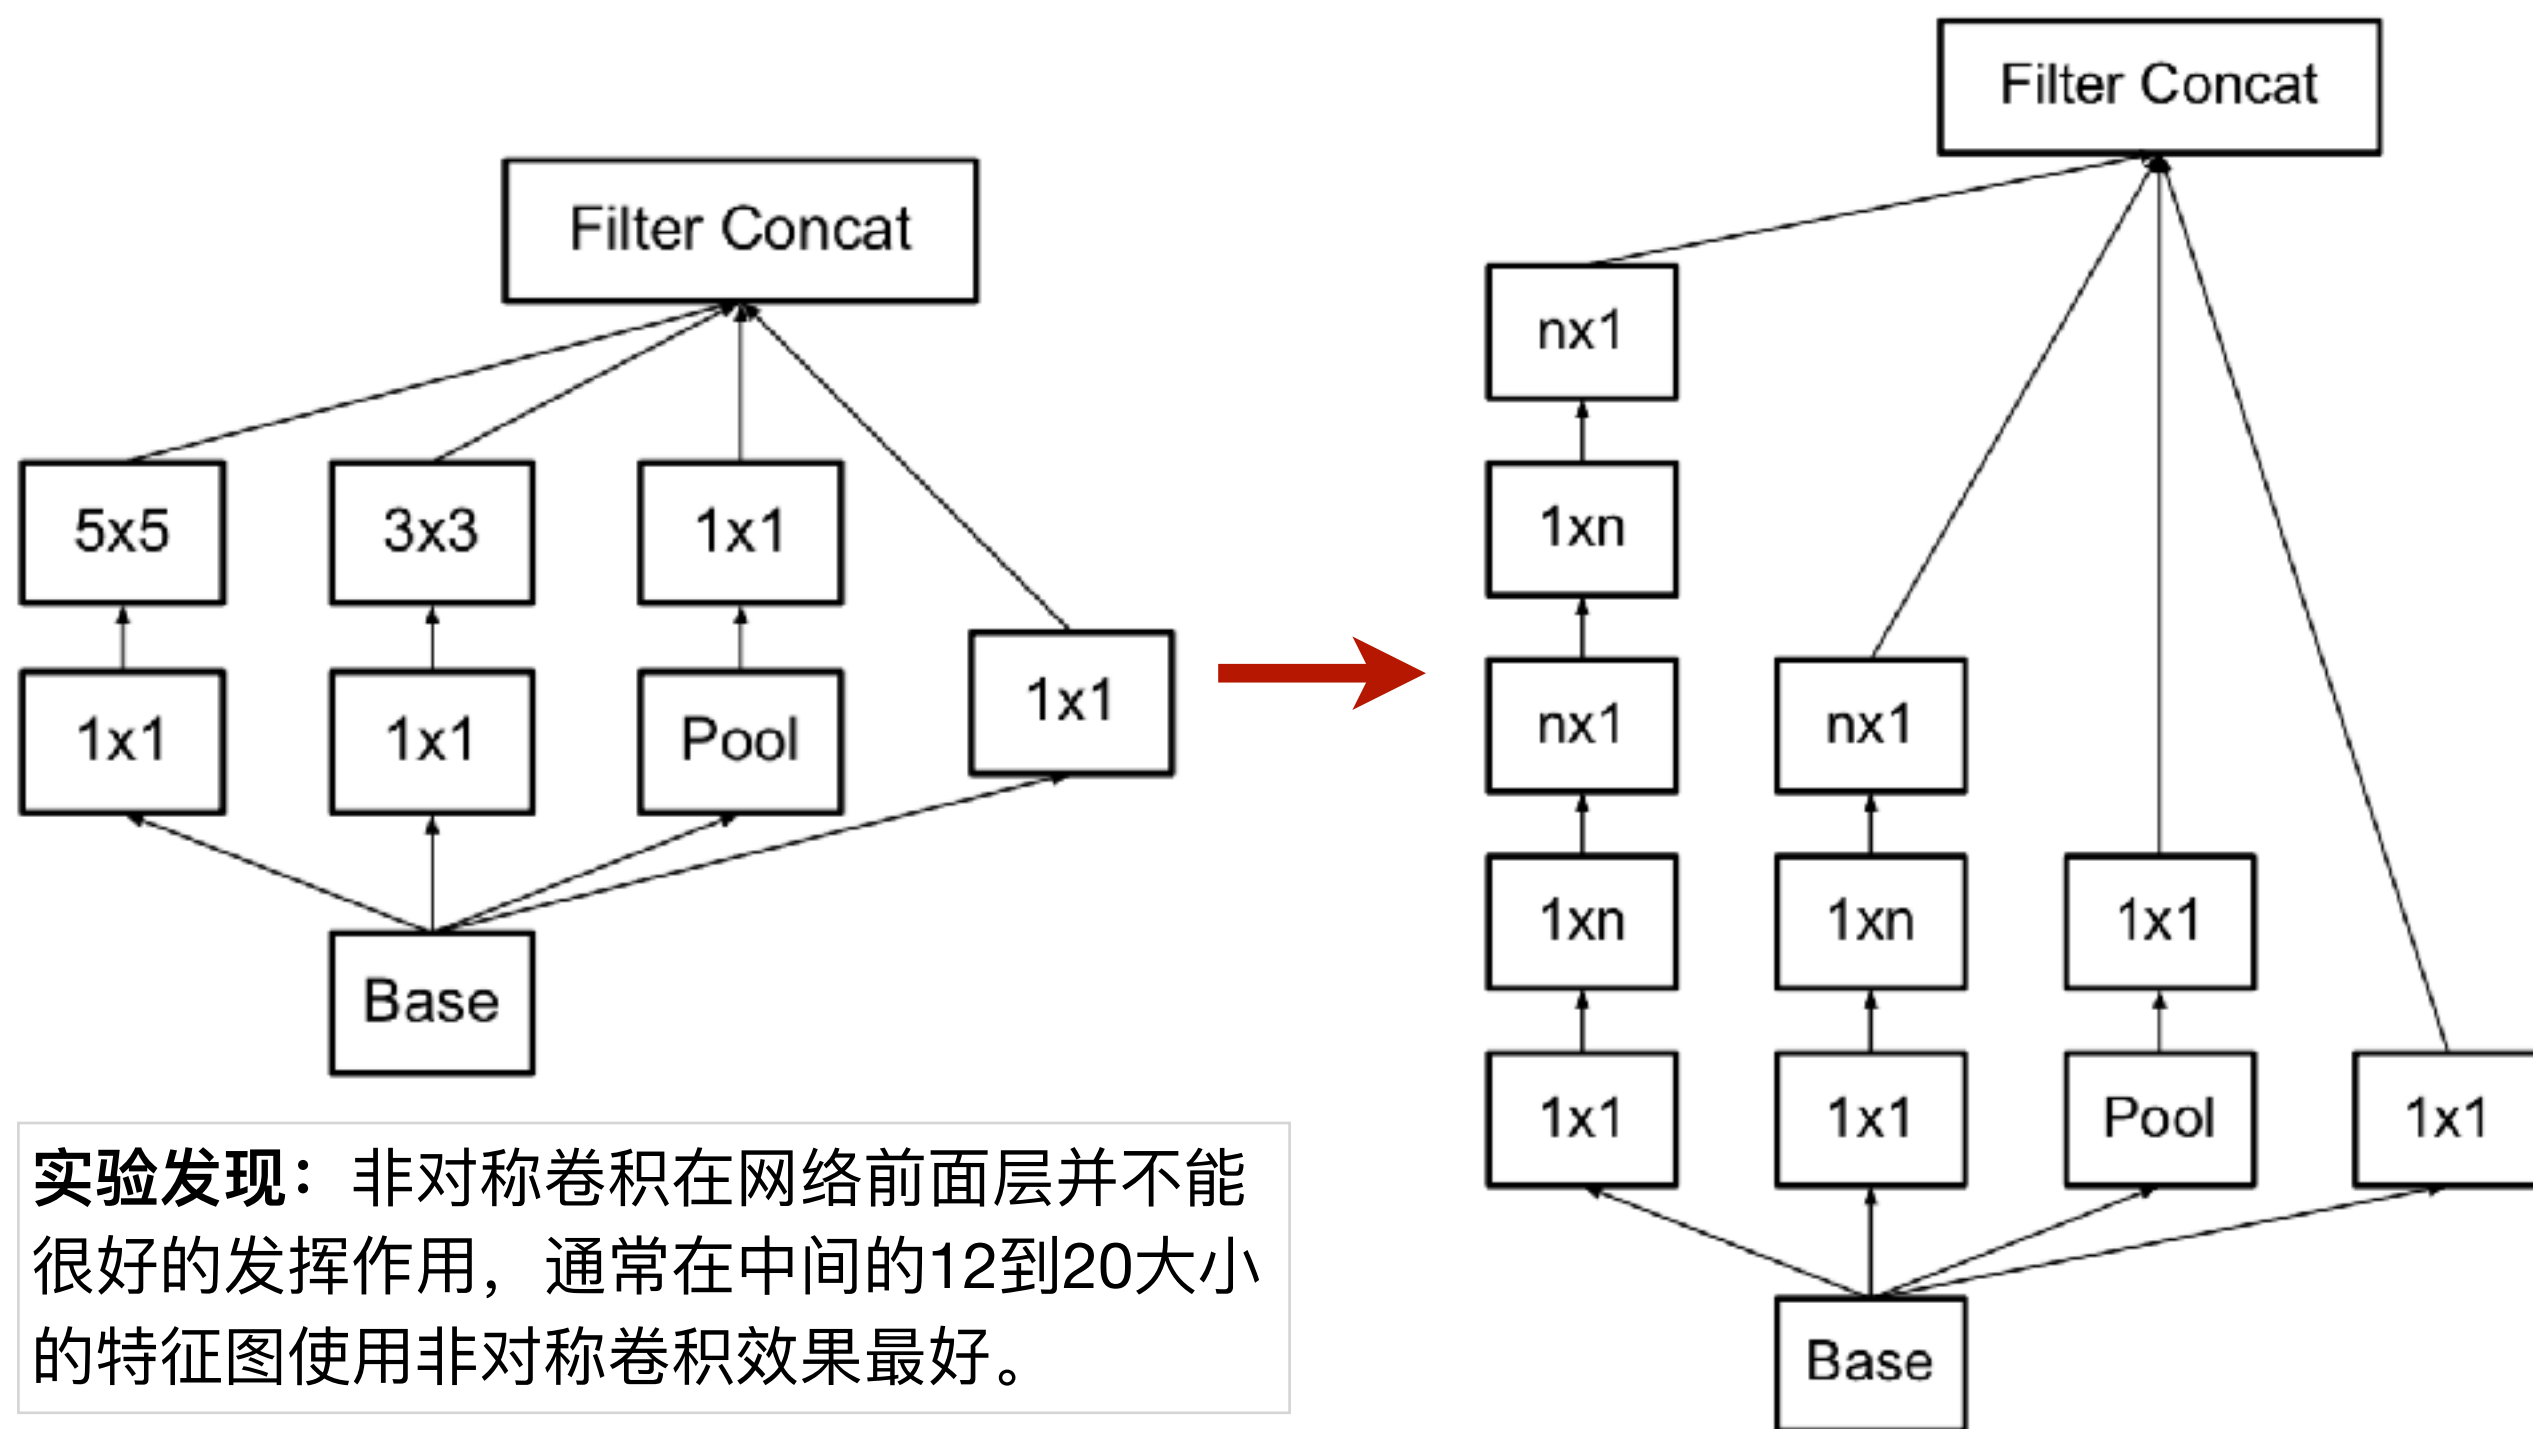 Filter Concat
5x5
3x3
1x1
1x1
1x1
Pool
1x1
Base
Filter Concat
nx1
1xn
nx1
nx1
1xn
1xn
1x1
1x1
1x1
Pool
1x1
Base
实验发现：非对称卷积在网络前面层并不能
很好的发挥作用，通常在中间的12到20大小
的特征图使用非对称卷积效果最好。